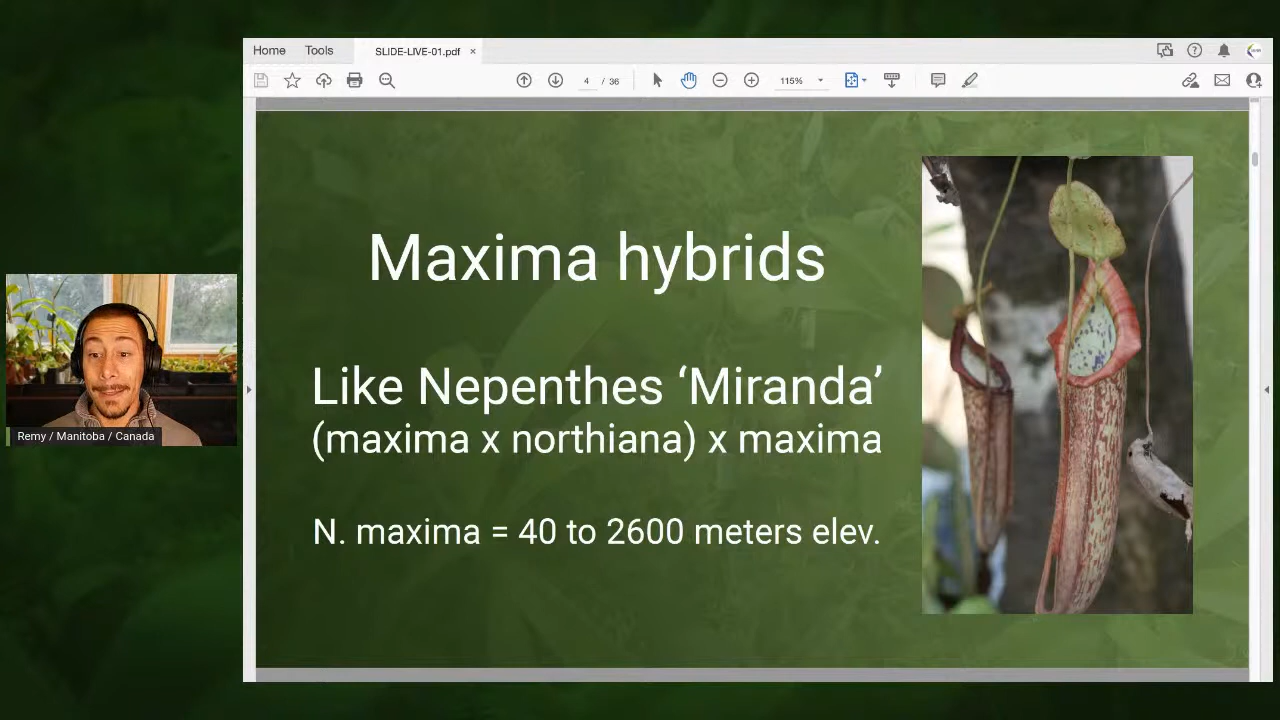 Home Tools SLIDE-LIVE-01.pdf ×
4 / 36 115%
Maxima hybrids
Like Nepenthes ‘Miranda’
(maxima x northiana) x maxima
N. maxima = 40 to 2600 meters elev.
Remy / Manitoba / Canada